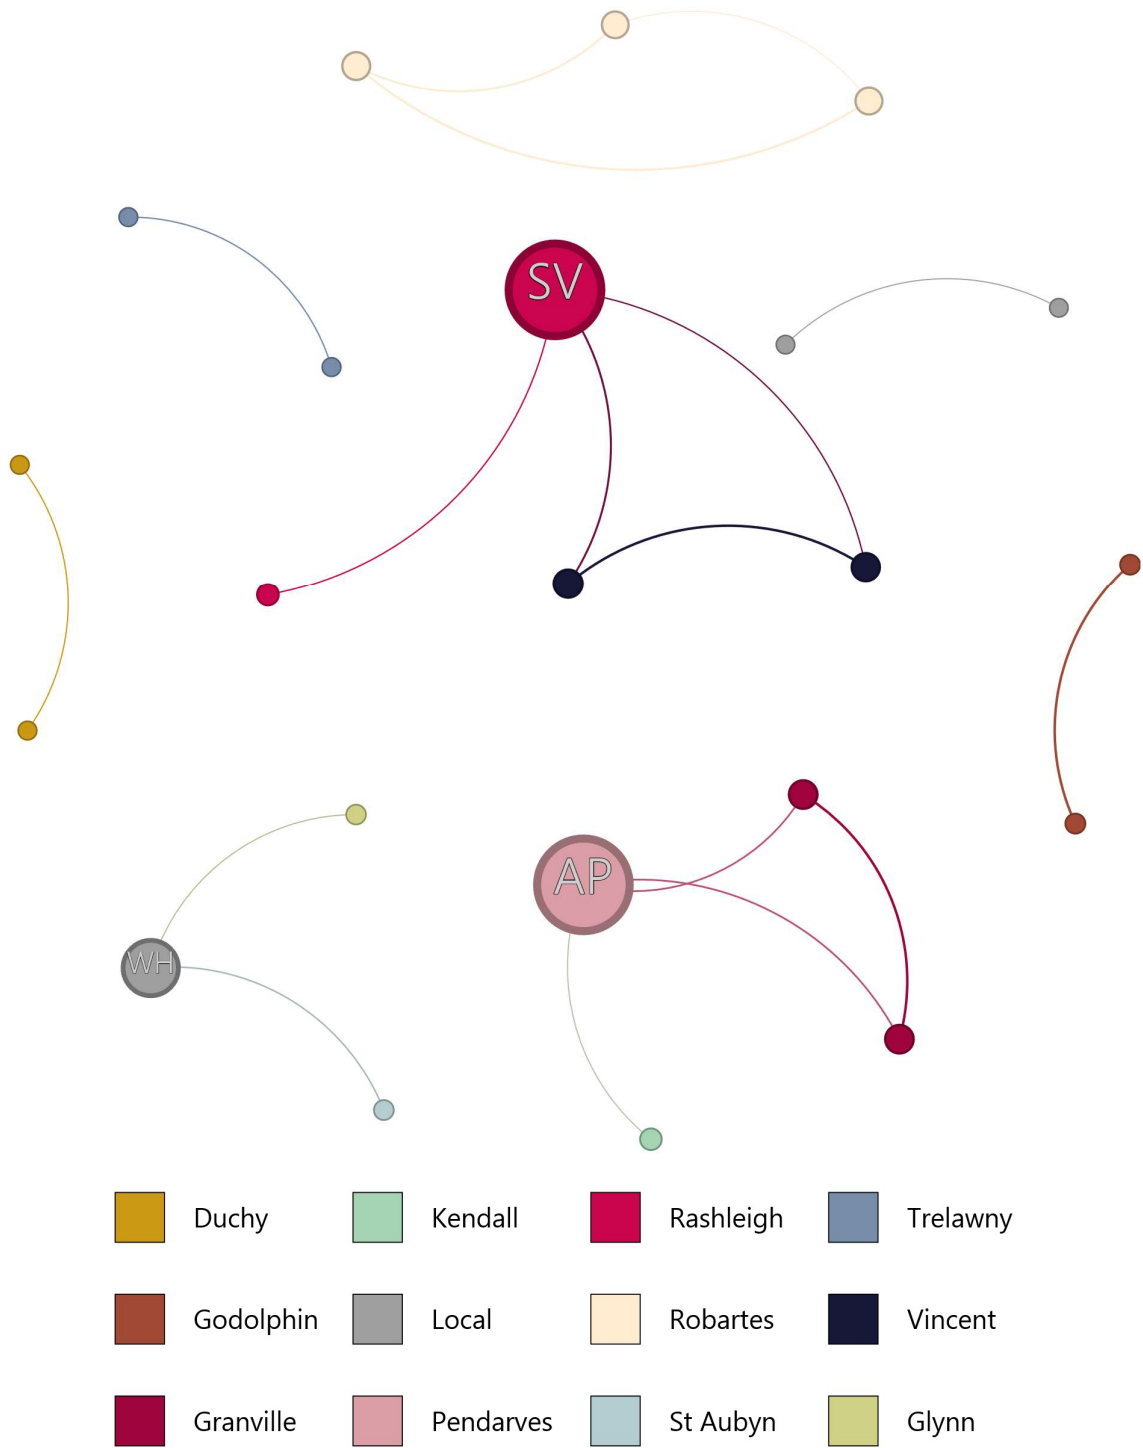 SV
AP
WH
Duchy Kendall Rashleigh Trelawny
Godolphin Local Robartes Vincent
Granville Pendarves St Aubyn Glynn